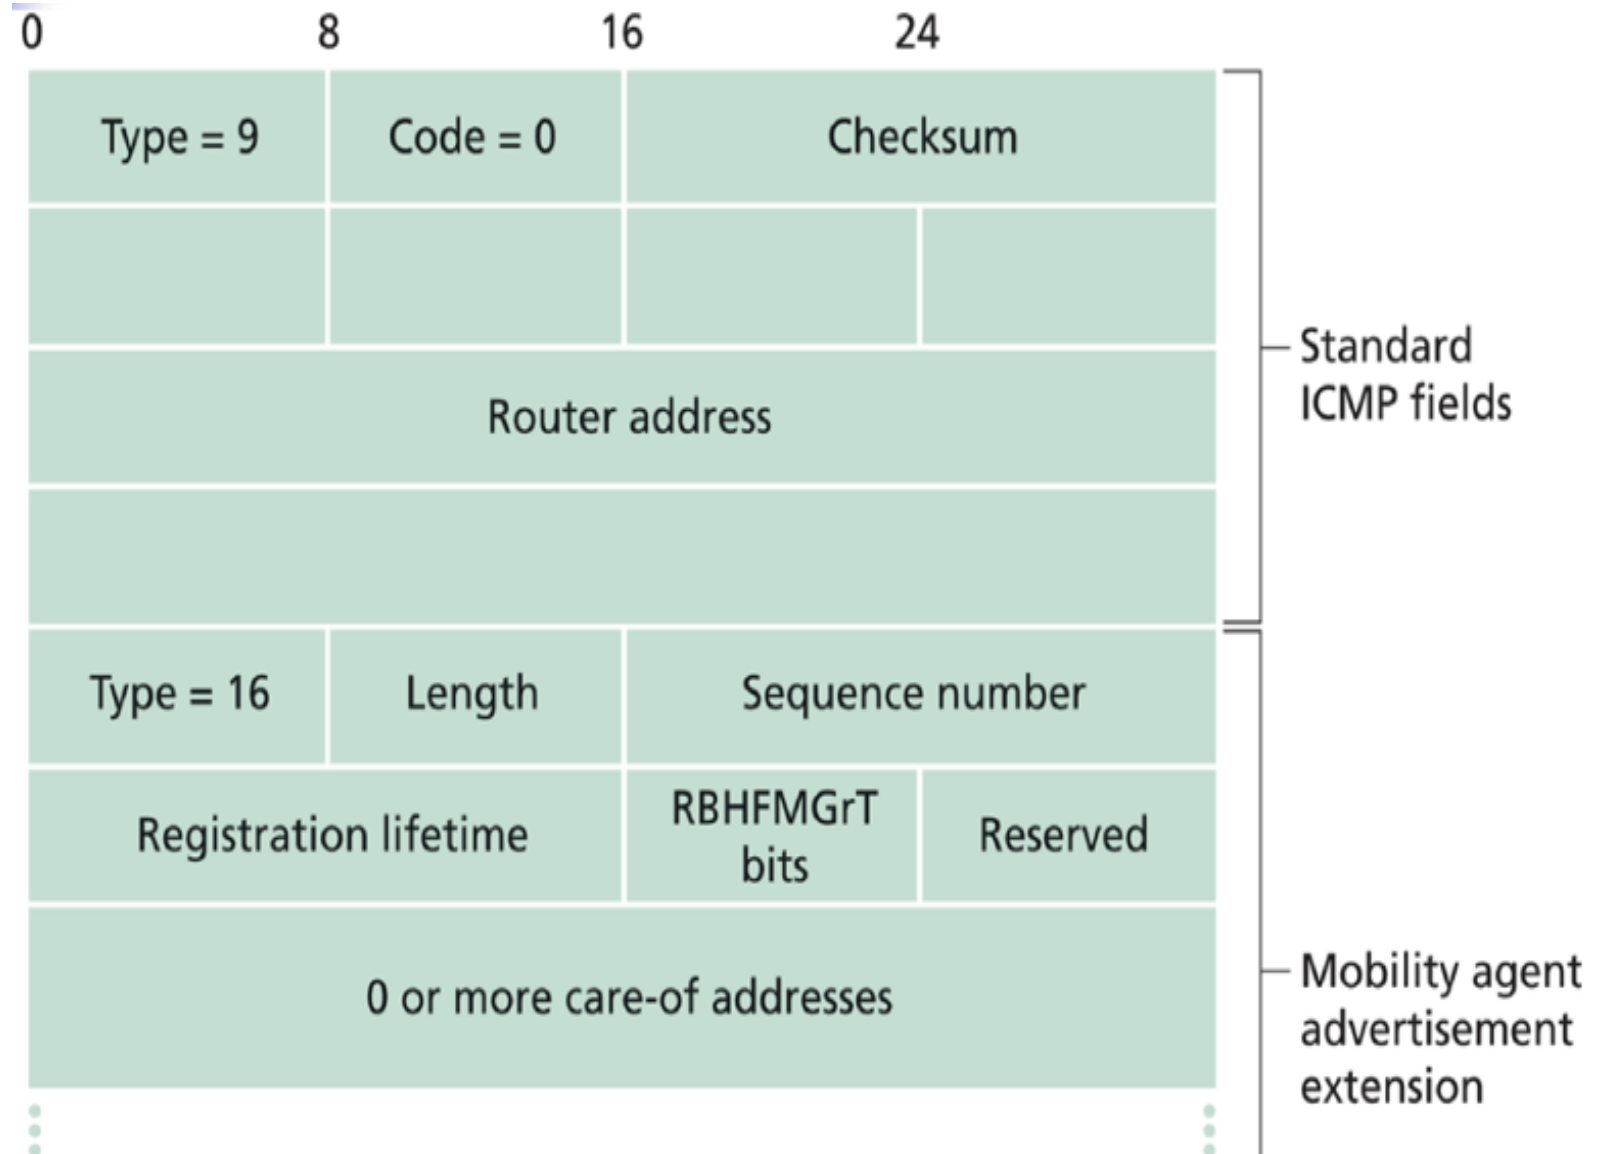 0 8 16 24
Type = 9 Code = 0 Checksum
Router address
Standard
ICMP fields
Type = 16 Length Sequence number
Registration lifetime RBHFMGrT
bits Reserved
0 or more care-of addresses
Mobility agent
advertisement
extension